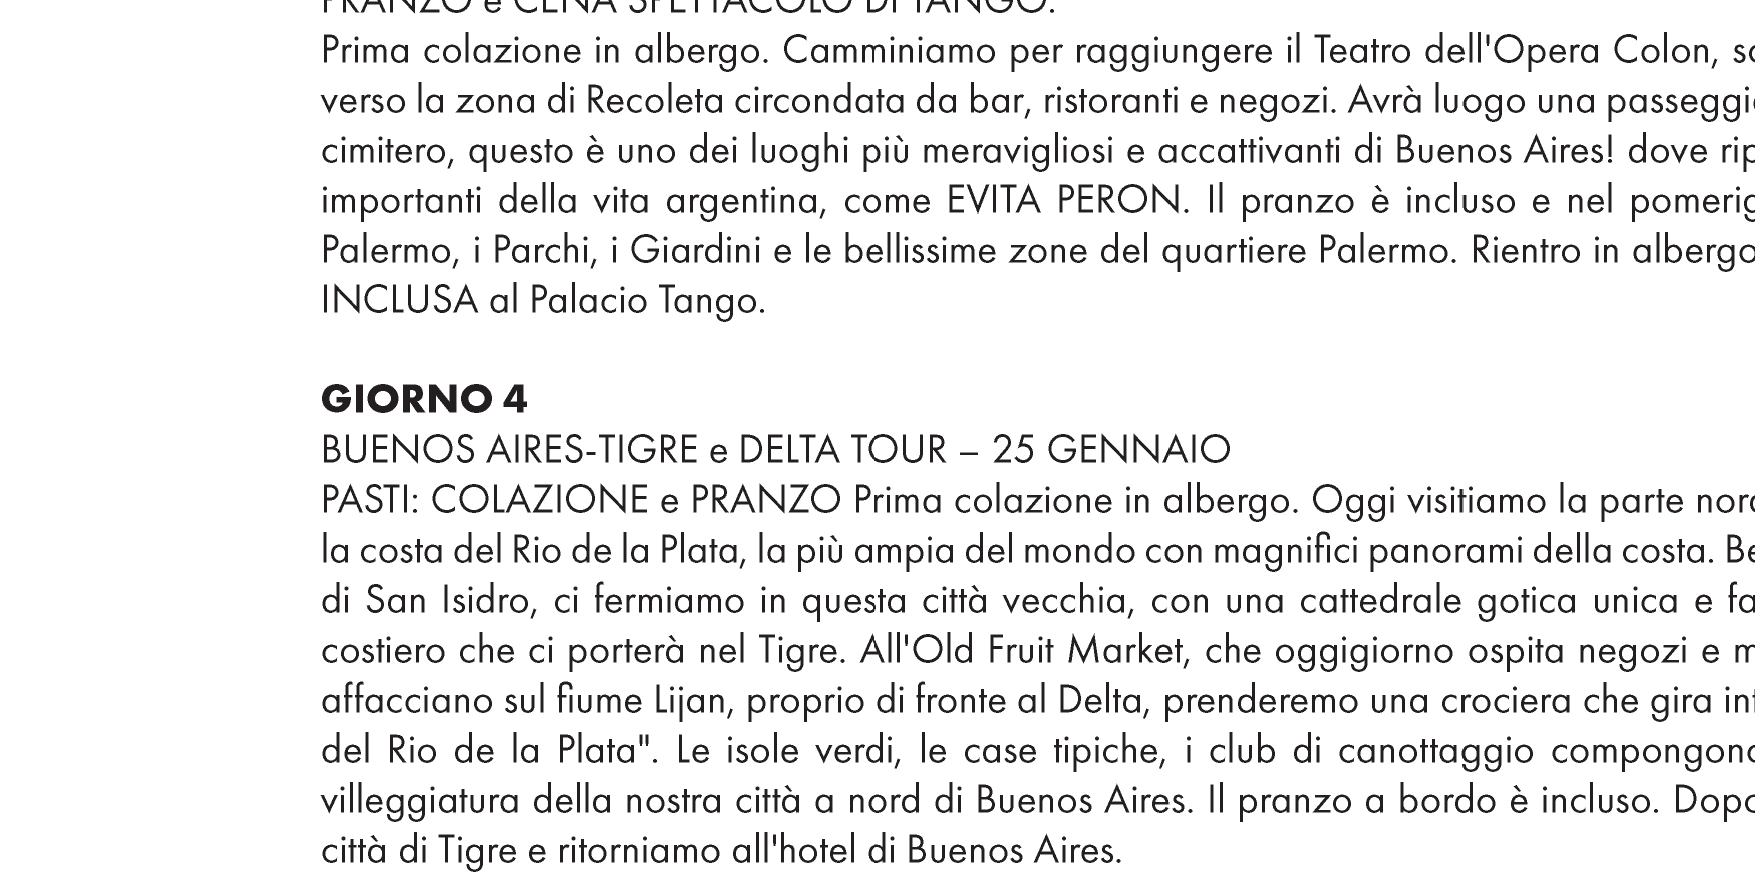 PRANZO e CENA SPETTACOLO DI TANGO.
Prima colazione in albergo. Camminiamo per raggiungere il Teatro dell'Opera Colon,
verso la zona di Recoleta circondata da bar, ristoranti e negozi. Avrà luogo una
cimitero, questo è uno dei luoghi più meravigliosi e accattivanti di Buenos Aires! dove
importanti della vita argentina, come EVITA PERON. Il pranzo è incluso e nel
Palermo, i Parchi, i Giardini e le bellissime zone del quartiere Palermo. Rientro in albergo
INCLUSA al Palacio Tango.
GIORNO 4
BUENOS AIRES-TIGRE e DELTA TOUR – 25 GENNAIO
PASTI: COLAZIONE e PRANZO Prima colazione in albergo. Oggi visitiamo la parte
la costa del Rio de la Plata, la più ampia del mondo con magnifici panorami della costa.
di San Isidro, ci fermiamo in questa città vecchia, con una cattedrale gotica unica e
costiero che ci porterà nel Tigre. All'Old Fruit Market, che oggigiorno ospita negozi e
affacciano sul fiume Lijan, proprio di fronte al Delta, prenderemo una crociera che gira
del Rio de la Plata". Le isole verdi, le case tipiche, i club di canottaggio
villeggiatura della nostra città a nord di Buenos Aires. Il pranzo a bordo è incluso.
città di Tigre e ritorniamo all'hotel di Buenos Aires.